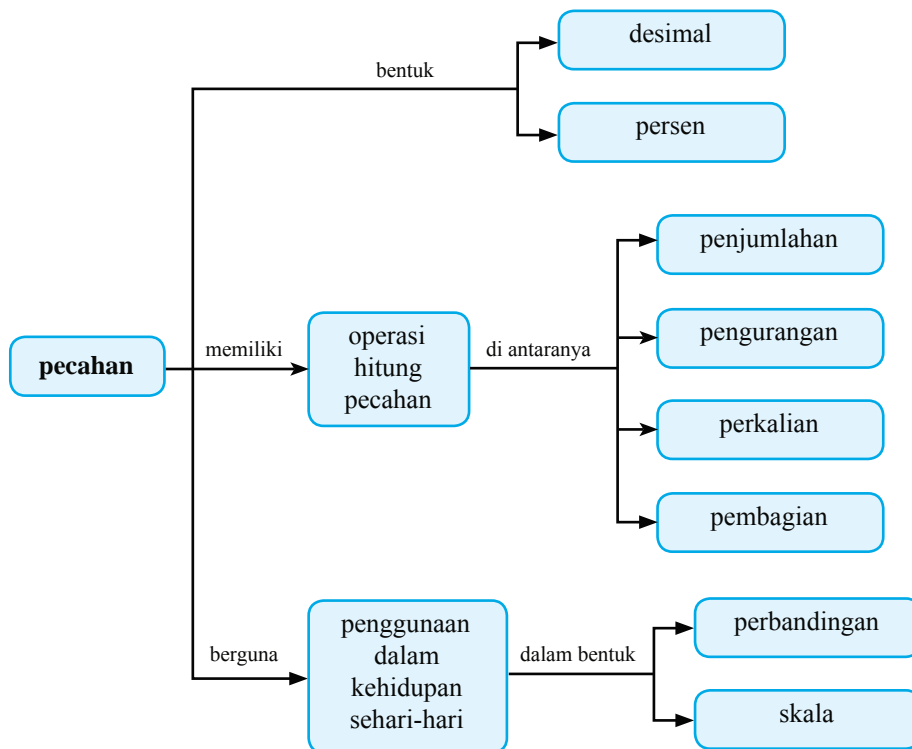 desimal
bentuk
persen
penjumlahan
pengurangan
pecahan
memiliki
operasi
hitung
pecahan
di antaranya
perkalian
pembagian
berguna
penggunaan
dalam
kehidupan
sehari-hari
dalam bentuk
perbandingan
skala